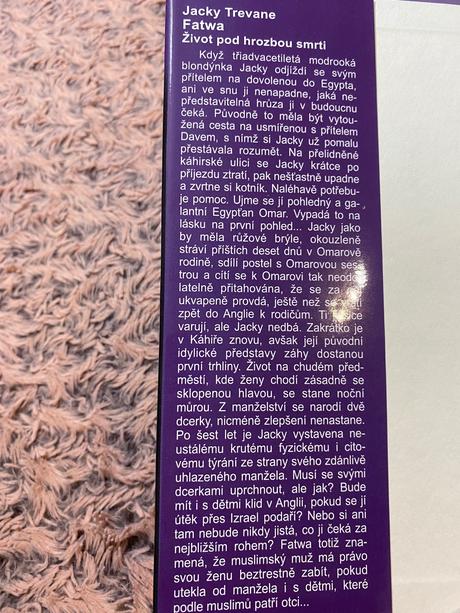 Jacky Trevane
Fatwa
Život pod hrozbou smrti
Když třiadvacetiletá modrooká
blondýnka Jacky odjíždí se svým
přítelem na dovolenou do Egypta,
ani ve snu ji nenapadne, jaká ne-
představitelná hrůza ji v budoucnu
čeká. Původně to měla být vytou-
žená cesta na usmířenou s přítelem
Davem, s nímž si Jacky už pomalu
přestávala rozumět. Na přelidněné
káhirské ulici se Jacky krátce po
příjezdu ztratí, pak nešťastně upadne
a zvrtne si kotník. Naléhavě potřebu-
je pomoc. Ujme se jí pohledný a ga-
lantní Egypťan Omar. Vypadá to na
lásku na první pohled... Jacky jako
by měla růžové brýle, okouzleně
stráví příštích deset dnů v Omarově
rodině, sdílí postel s Omarovou
trou a cítí se k Omarovi tak
latelně přitahována, že se za
ukvapeně provdá, ještě než se
zpět do Anglie k rodičům. Ti
varují, ale Jacky nedbá. Zakrátko je
v Káhiře znovu, avšak její původní
idylické představy záhy dostanou
první trhliny. Život na chudém před-
městí, kde ženy chodí zásadně se
sklopenou hlavou, se stane noční
můrou. Z manželství se narodí dvě
dcerky, nicméně zlepšení nenastane.
Po šest let je Jacky vystavena ne-
ustálému krutému fyzickému i cito-
vému týrání ze strany svého zdánlivě
uhlazeného manžela. Musí se svými
dcerkami uprchnout, ale jak? Bude
mít i s dětmi klid v Anglii, pokud se jí
útěk přes Izrael podaří? Nebo si ani
tam nebude nikdy jistá, co ji čeká za
nejbližším rohem? Fatwa totiž zna-
mená, že muslimský muž má právo
svou ženu beztrestně zabít, pokud
utekla od manžela i s dětmi, které
podle muslimů patří otci...